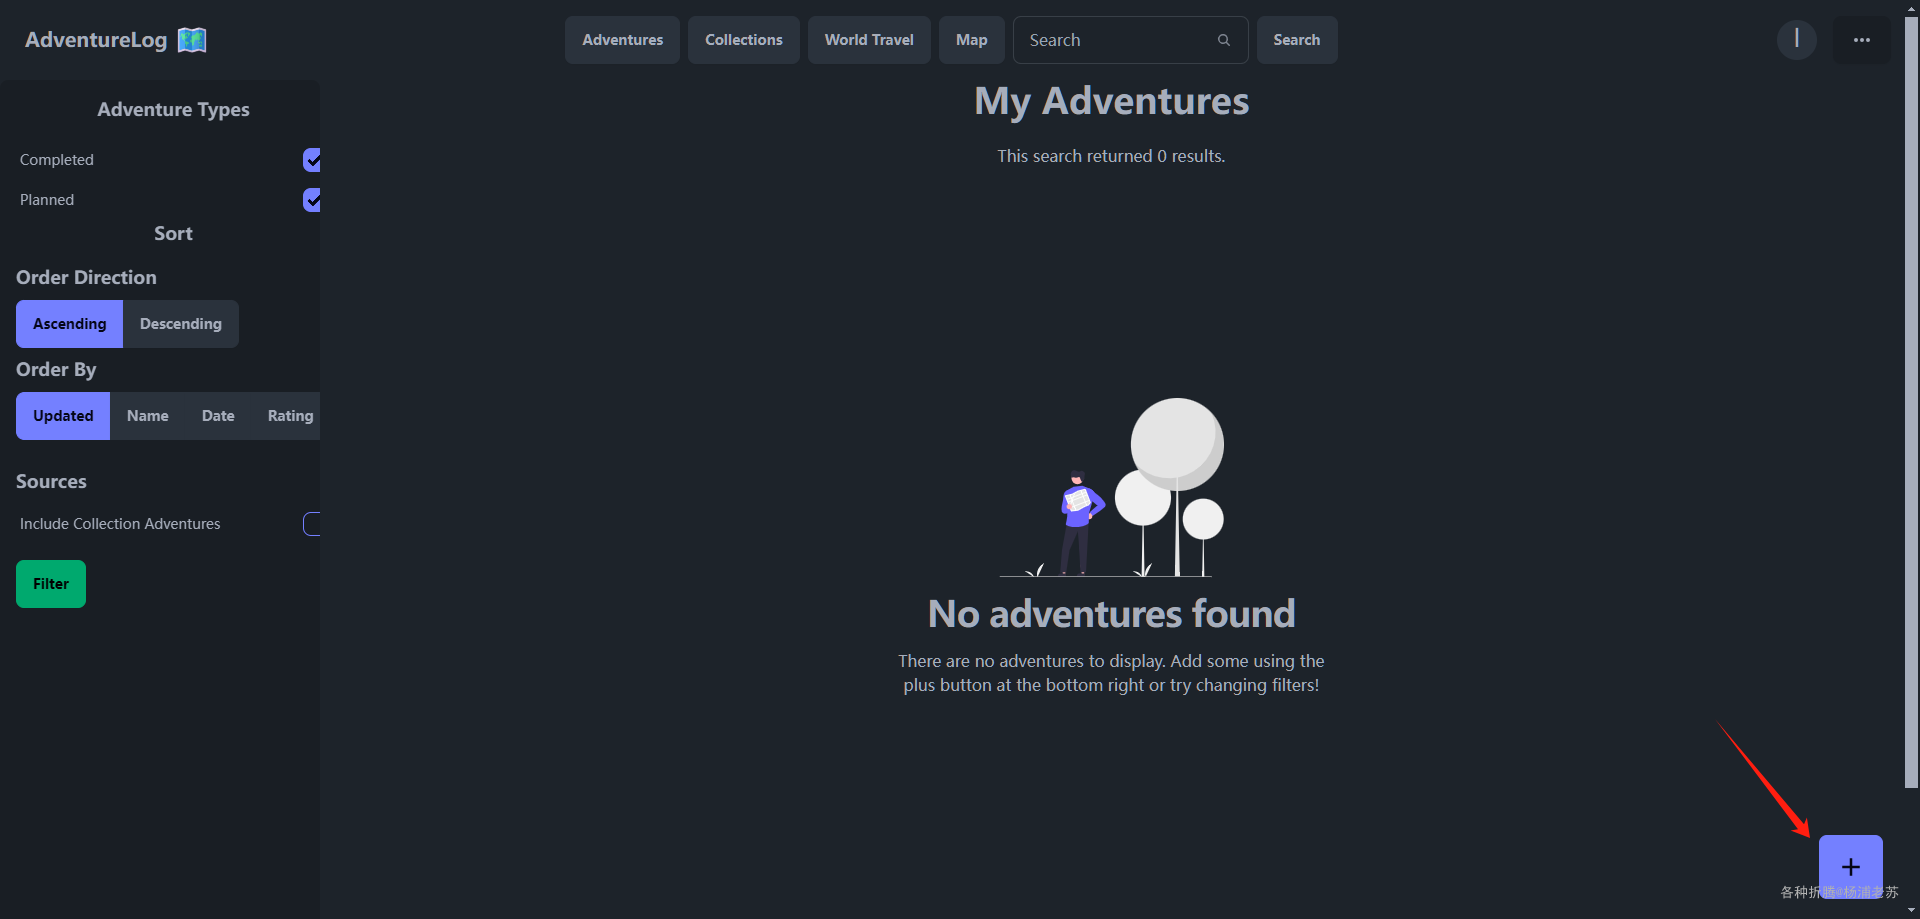 AdventureLog
Adventures
Collections
World Travel
Map
Search
Search
Adventure Types
Completed
Planned
Sort
Order Direction
Ascending
Descending
Order By
Updated
Name
Date
Rating
Sources
Include Collection Adventures
Filter
My Adventures
This search returned 0 results.
No adventures found
There are no adventures to display. Add some using the
plus button at the bottom right or try changing filters!
各种折腾@杨浦老苏